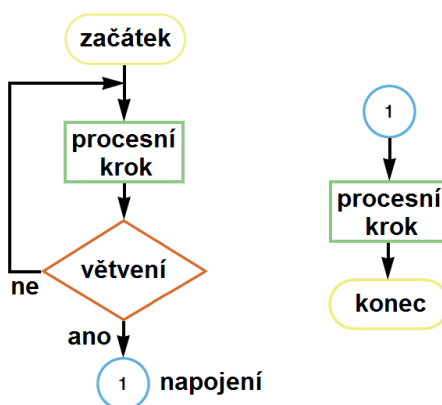 začátek
procesní
krok
větvení
ne
ano
1 napojení
1
procesní
krok
konec